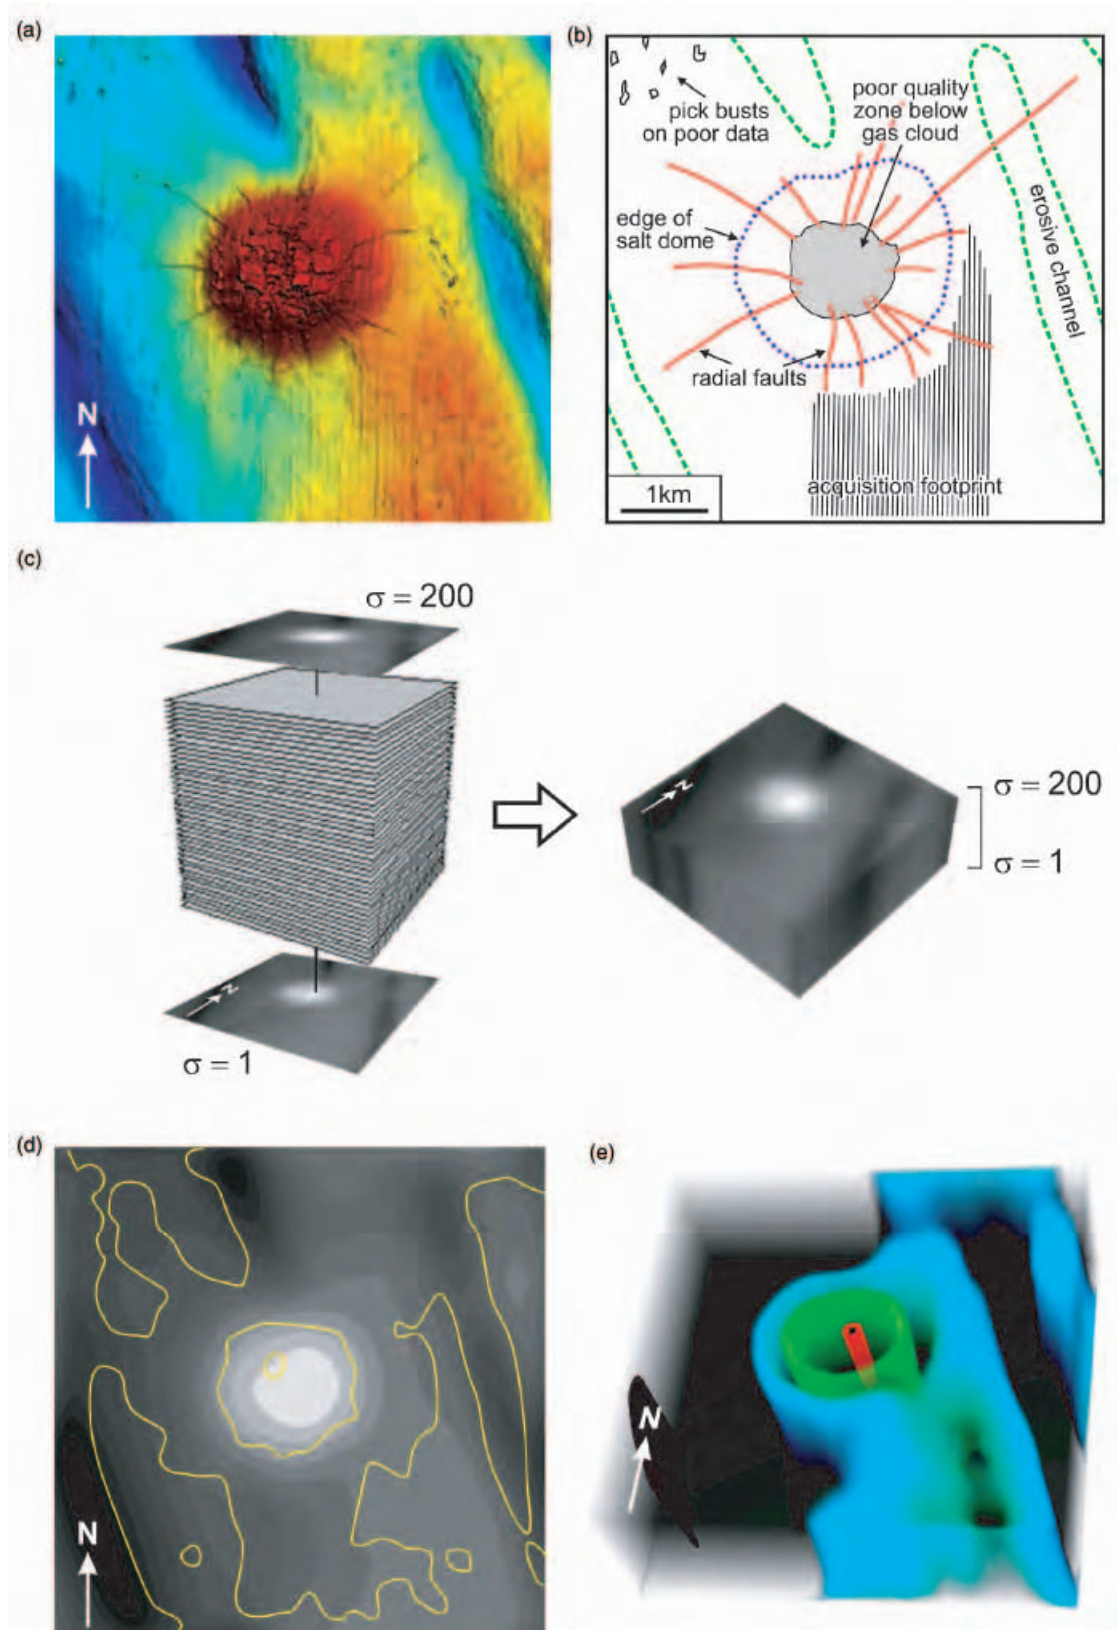 (a)
N
(b)
pick busts
on poor data
poor quality
zone below
gas cloud
edge of
salt dome
erosive channel
radial faults
acquisition footprint
1km
(c)
σ = 200
N
σ = 1
N
σ = 200
σ = 1
(d)
N
(e)
N